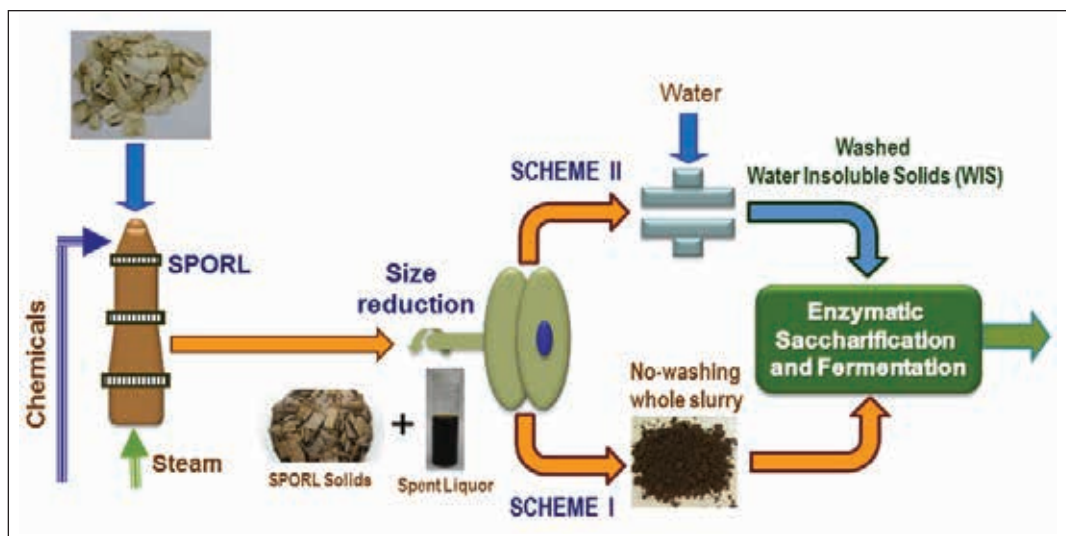 Water
SCHEME II
Washed
Water Insoluble Solids (WIS)
SPORL
Size
reduction
Chemicals
Enzymatic
Saccharification
and Fermentation
No-washing
whole slurry
+
Steam
SPORL Solids
Spent Liquor
SCHEME I